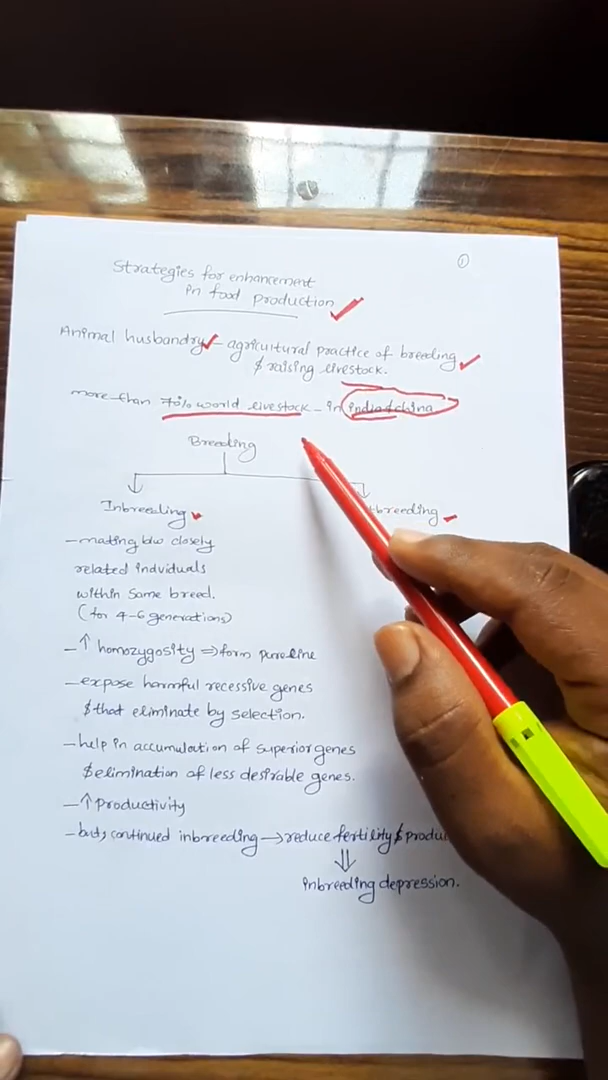 ①
Strategies for enhancement
in food production
Animal husbandry - agricultural practice of breeding
& raising livestock.
more than 70% world livestock - in india & china
Breeding
Inbreeding
tbreeding
- mating b/w closely
related indviduals
within same breed.
(for 4-6 generations)
- ↑ homozygosity ⇒ form pureline
- expose harmful recessive genes
& that eliminate by selection.
- help in accumulation of superior genes
& elimination of less desirable genes.
- ↑ productivity
- but, continued inbreeding → reduce fertility & produc
⇓
inbreeding depression.